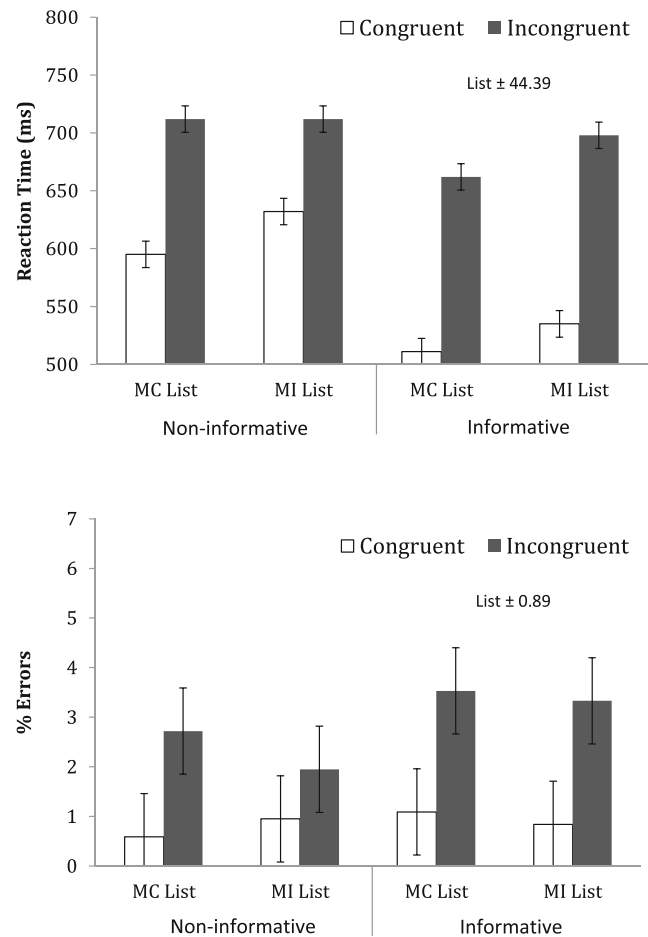 800
Congruent Incongruent
List ± 44.39
750
700
650
600
550
500
Reaction Time (ms)
MC List MI List MC List MI List
Non-informative Informative
7
Congruent Incongruent
6
List ± 0.89
5
4
3
2
1
0
% Errors
MC List MI List MC List MI List
Non-informative Informative